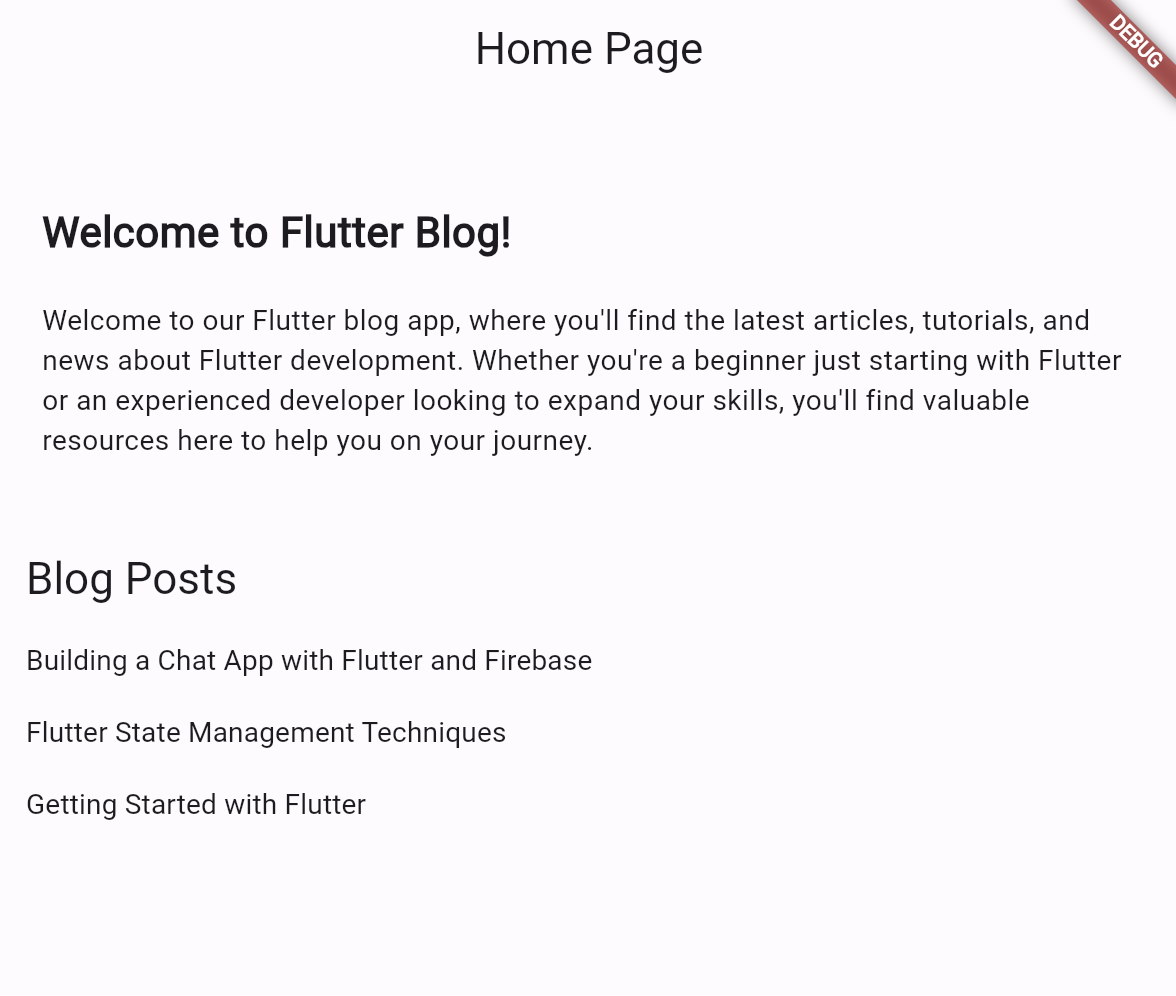 Home Page
DEBUG
Welcome to Flutter Blog!
Welcome to our Flutter blog app, where you'll find the latest articles, tutorials, and
news about Flutter development. Whether you're a beginner just starting with Flutter
or an experienced developer looking to expand your skills, you'll find valuable
resources here to help you on your journey.
Blog Posts
Building a Chat App with Flutter and Firebase
Flutter State Management Techniques
Getting Started with Flutter